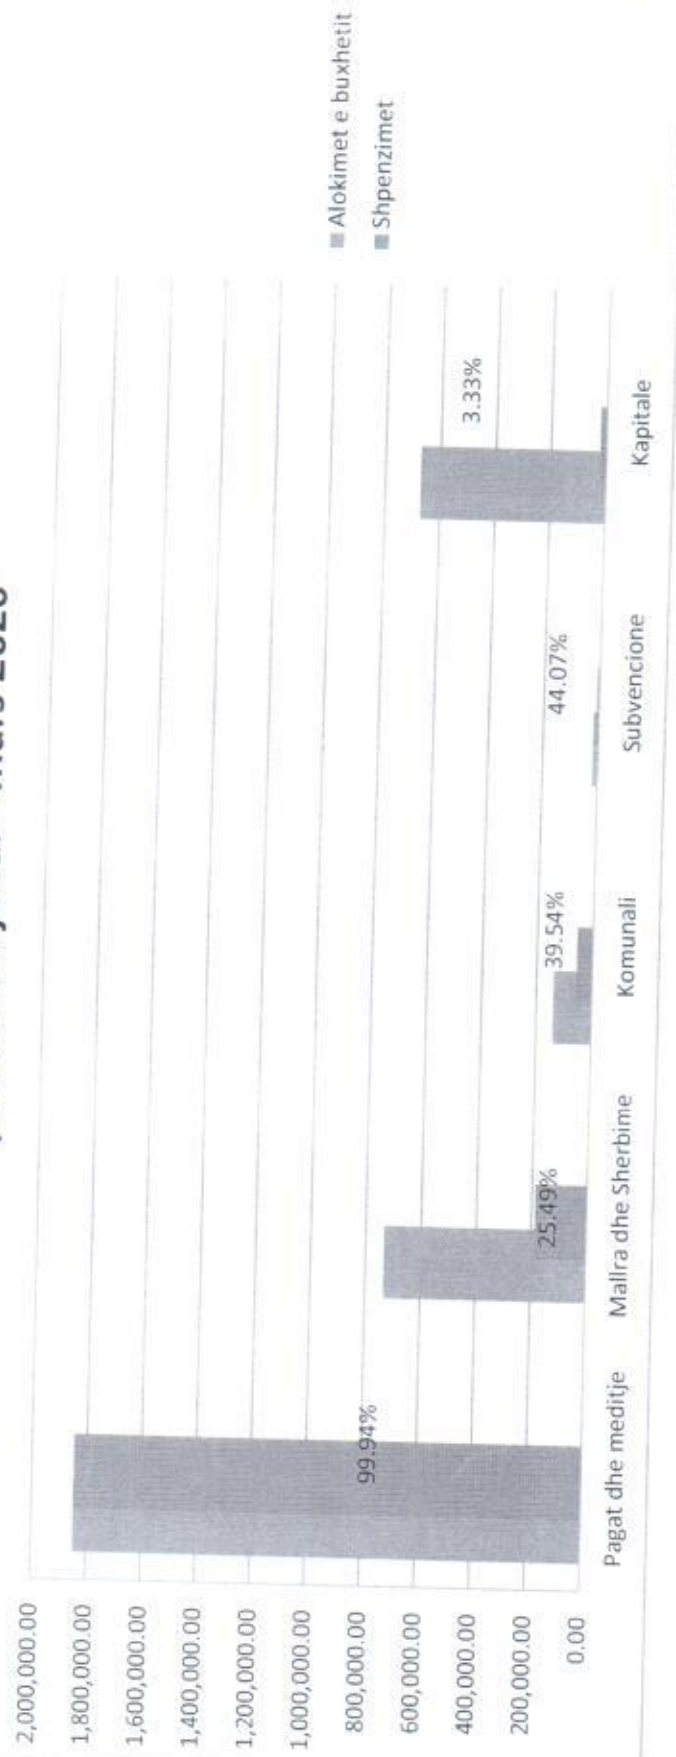 2020
2,000,000.00
1,800,000.00
1,600,000.00
1,400,000.00
1,200,000.00
1,000,000.00
800,000.00
600,000.00
400,000.00
200,000.00
0.00
99.94%
25.49%
39.54%
44.07%
3.33%
Pagat dhe meditje
Mallra dhe Sherbime
Komunali
Subvencione
Kapitale
Alokimet e buxhetit
Shpenzimet